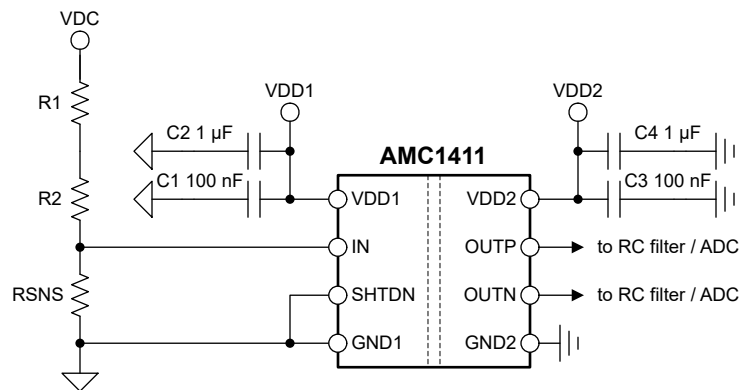 VDC
R1
VDD1
VDD2
C2 1 µF
C4 1 µF
AMC1411
R2
C1 100 nF
C3 100 nF
VDD1
VDD2
IN
OUTP
to RC filter / ADC
RSNS
SHTDN
OUTN
to RC filter / ADC
GND1
GND2